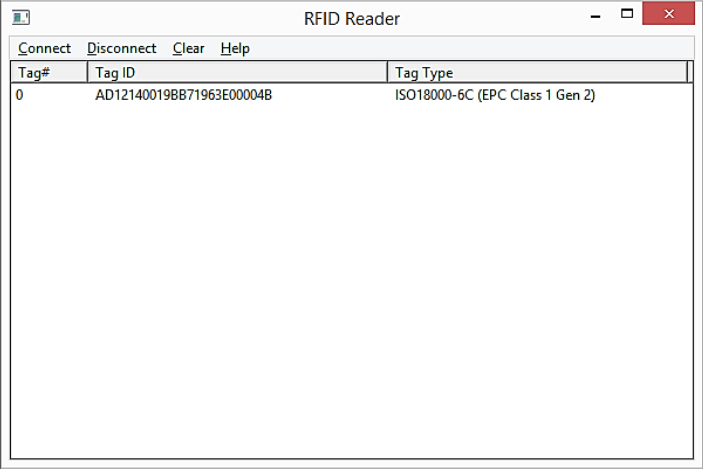 RFID Reader
Connect Disconnect Clear Help
Tag# Tag ID Tag Type
0 AD12140019BB71963E00004B ISO18000-6C (EPC Class 1 Gen 2)